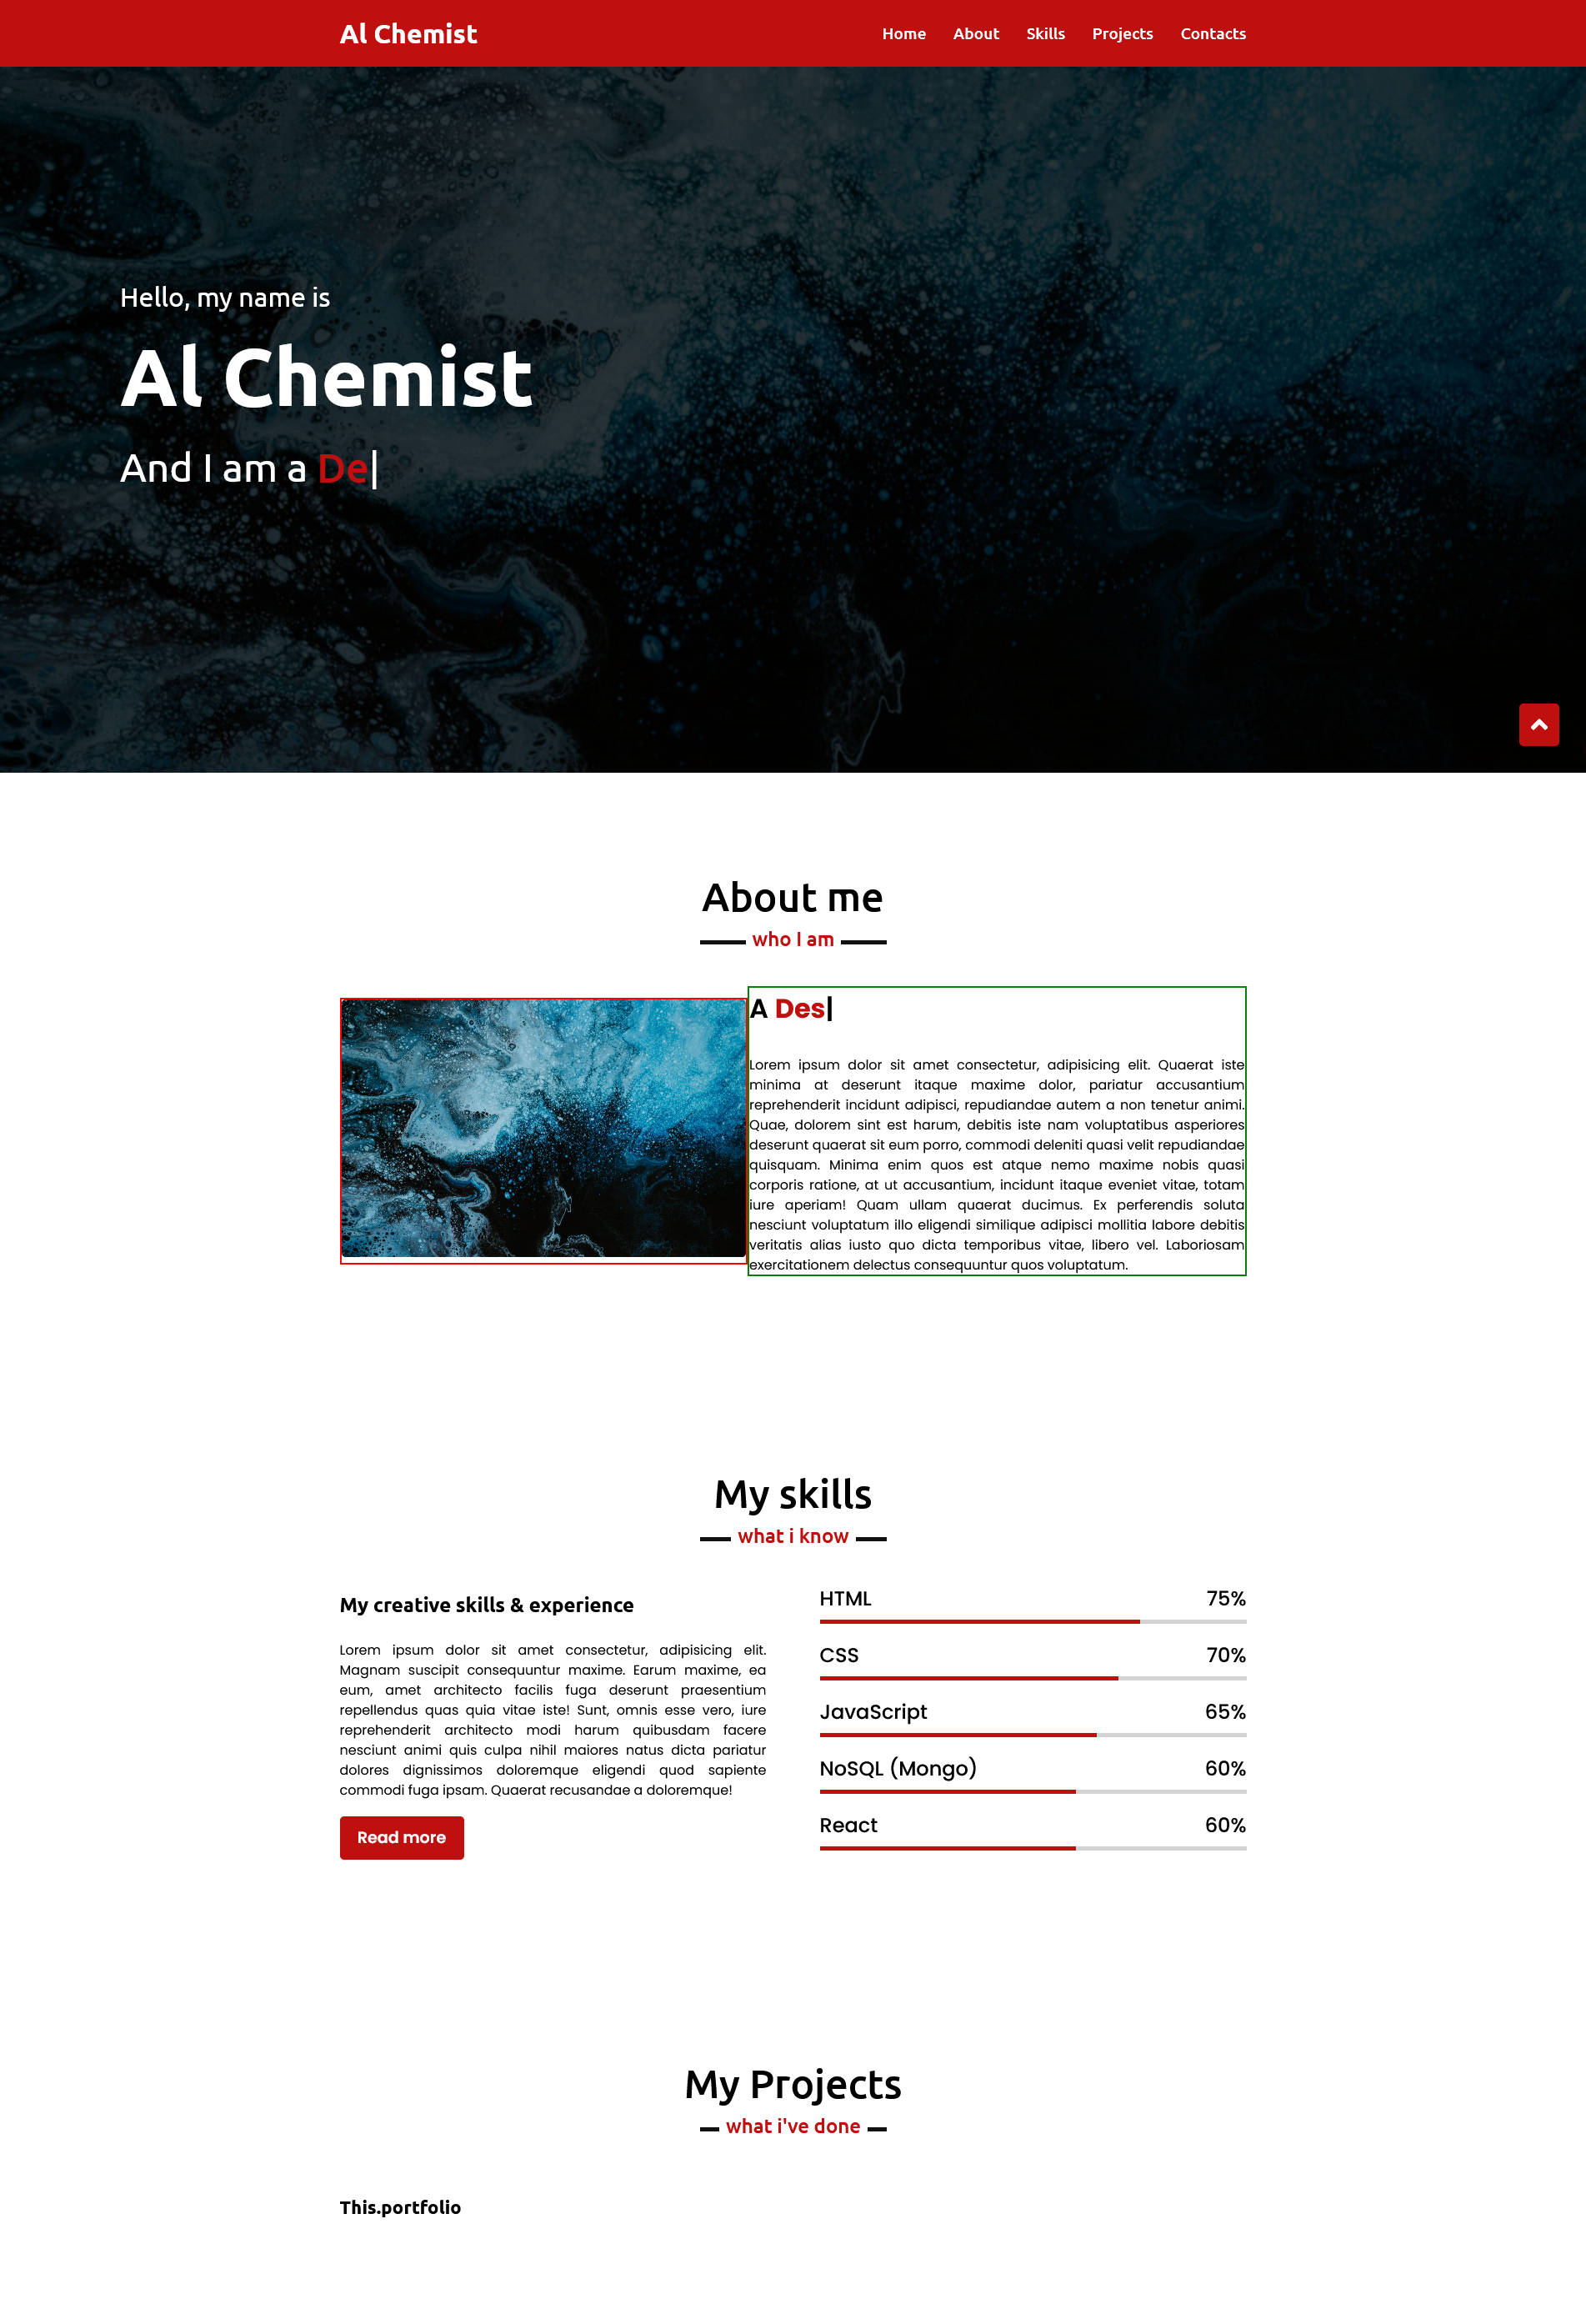 Al Chemist
Home About Skills Projects Contacts
Hello, my name is
Al Chemist
And I am a De|
About me
who I am
A Des|
Lorem ipsum dolor sit amet consectetur, adipisicing elit. Quaerat iste
minima at deserunt itaque maxime dolor, pariatur accusantium
reprehenderit incidunt adipisci, repudiandae autem a non tenetur animi.
Quae, dolorem sint est harum, debitis iste nam voluptatibus asperiores
deserunt quaerat sit eum porro, commodi deleniti quasi velit repudiandae
quisquam. Minima enim quos est atque nemo maxime nobis quasi
corporis ratione, at ut accusantium, incidunt itaque eveniet vitae, totam
iure aperiam! Quam ullam quaerat ducimus. Ex perferendis soluta
nesciunt voluptatum illo eligendi similique adipisci mollitia labore debitis
veritatis alias iusto quo dicta temporibus vitae, libero vel. Laboriosam
exercitationem delectus consequuntur quos voluptatum.
My skills
what i know
My creative skills & experience
Lorem ipsum dolor sit amet consectetur, adipisicing elit.
Magnam suscipit consequuntur maxime. Earum maxime, ea
eum, amet architecto facilis fuga deserunt praesentium
repellendus quas quia vitae iste! Sunt, omnis esse vero, iure
reprehenderit architecto modi harum quibusdam facere
nesciunt animi quis culpa nihil maiores natus dicta pariatur
dolores dignissimos doloremque eligendi quod sapiente
commodi fuga ipsam. Quaerat recusandae a doloremque!
Read more
HTML 75%
CSS 70%
JavaScript 65%
NoSQL (Mongo) 60%
React 60%
My Projects
what i've done
This.portfolio